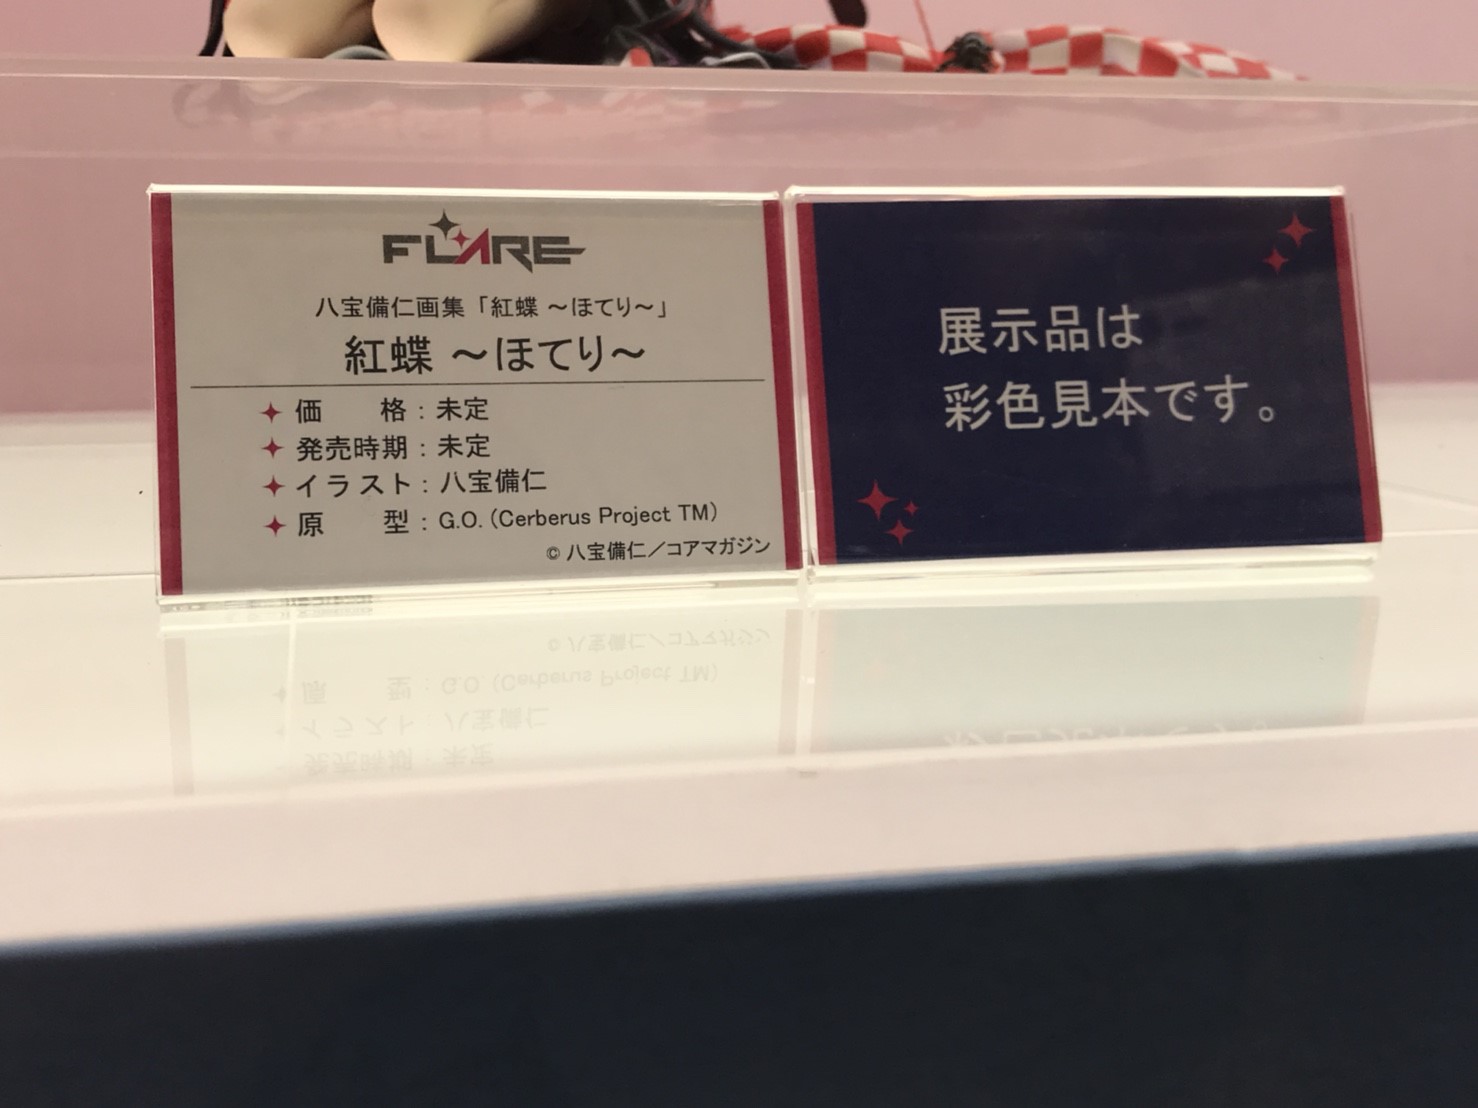 FLARE
八宝備仁画集「紅蝶 ～ほてり～」
紅蝶 ～ほてり～
価　　格：未定
発売時期：未定
イラスト：八宝備仁
原　　型：G.O. (Cerberus Project TM)
© 八宝備仁／コアマガジン
展示品は
彩色見本です。